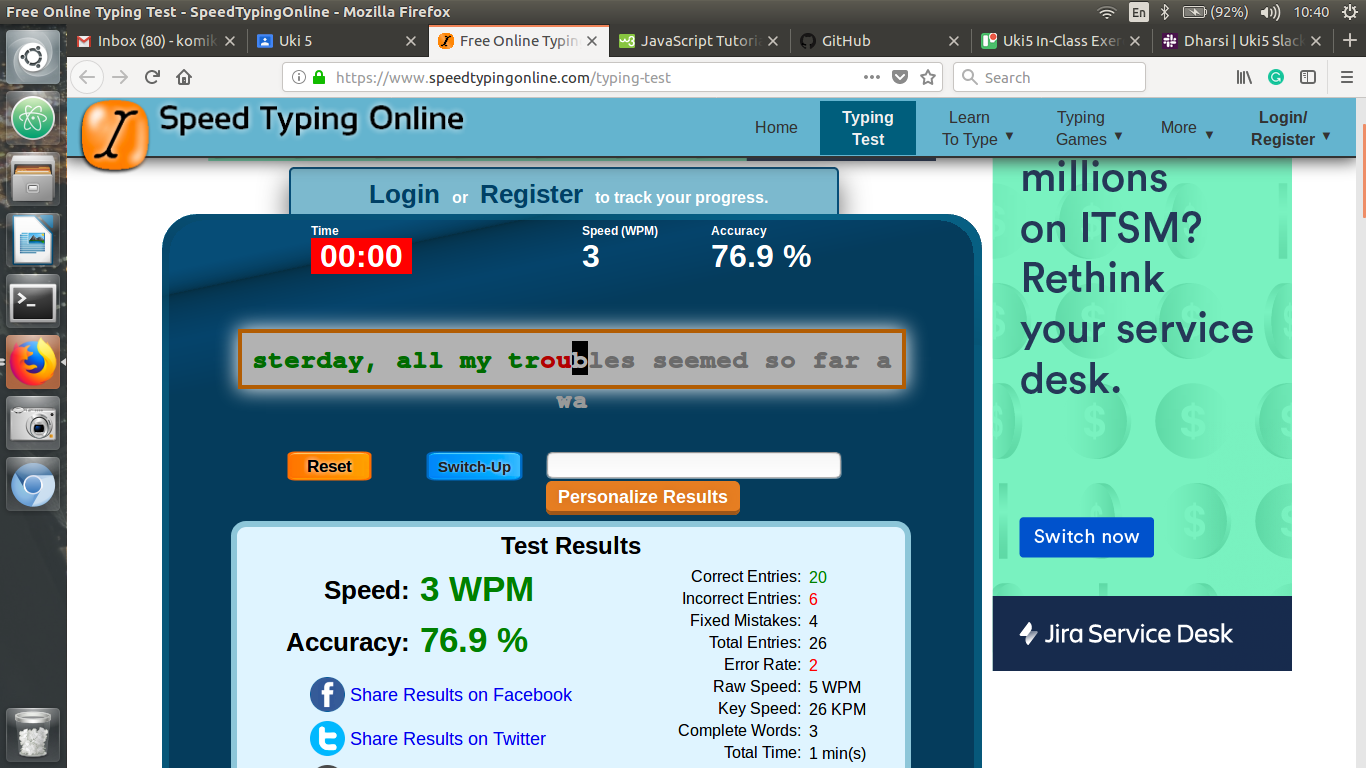 Free Online Typing Test - SpeedTypingOnline - Mozilla Firefox
En
(92%)
10:40
Inbox (80) - komik
Uki 5
Free Online Typin
JavaScript Tutoria
GitHub
Uki5 In-Class Exer
Dharsi | Uki5 Slack
https://www.speedtypingonline.com/typing-test
Search
Speed Typing Online
Home
Typing
Test
Learn
To Type ▼
Typing
Games ▼
More ▼
Login/
Register ▼
Login or Register to track your progress.
Time
00:00
Speed (WPM)
3
Accuracy
76.9 %
sterday, all my troubles seemed so far a
wa
Reset
Switch-Up
Personalize Results
Test Results
Speed: 3 WPM
Accuracy: 76.9 %
Share Results on Facebook
Share Results on Twitter
Correct Entries: 20
Incorrect Entries: 6
Fixed Mistakes: 4
Total Entries: 26
Error Rate: 2
Raw Speed: 5 WPM
Key Speed: 26 KPM
Complete Words: 3
Total Time: 1 min(s)
millions
on ITSM?
Rethink
your service
desk.
Switch now
Jira Service Desk